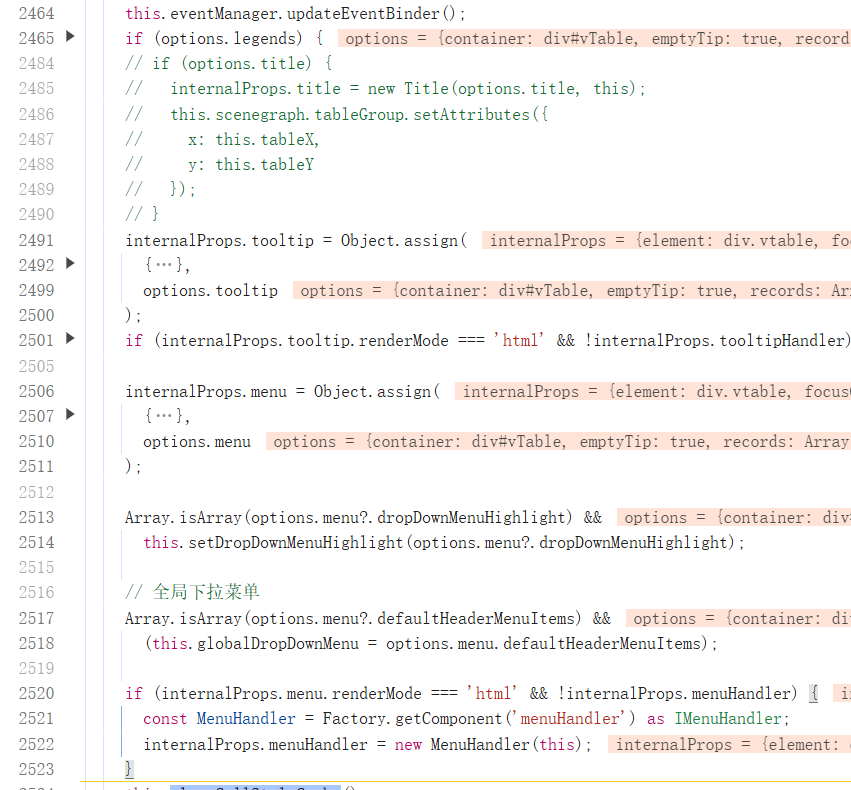 2464 this.eventManager.updateEventBinder();
2465 if (options.legends) { options = {container: div#vTable, emptyTip: true, record
2484 // if (options.title) {
2485 //   internalProps.title = new Title(options.title, this);
2486 //   this.scenegraph.tableGroup.setAttributes({
2487 //     x: this.tableX,
2488 //     y: this.tableY
2489 //   });
2490 // }
2491 internalProps.tooltip = Object.assign( internalProps = {element: div.vtable, fo
2492 {…},
2499 options.tooltip options = {container: div#vTable, emptyTip: true, records: Ar
2500 );
2501 if (internalProps.tooltip.renderMode === 'html' && !internalProps.tooltipHandler)
2505
2506 internalProps.menu = Object.assign( internalProps = {element: div.vtable, focus
2507 {…},
2510 options.menu options = {container: div#vTable, emptyTip: true, records: Array
2511 );
2512
2513 Array.isArray(options.menu?.dropDownMenuHighlight) && options = {container: div
2514 this.setDropDownMenuHighlight(options.menu?.dropDownMenuHighlight);
2515
2516 // 全局下拉菜单
2517 Array.isArray(options.menu?.defaultHeaderMenuItems) && options = {container: di
2518 (this.globalDropDownMenu = options.menu.defaultHeaderMenuItems);
2519
2520 if (internalProps.menu.renderMode === 'html' && !internalProps.menuHandler) { i
2521 const MenuHandler = Factory.getComponent('menuHandler') as IMenuHandler;
2522 internalProps.menuHandler = new MenuHandler(this); internalProps = {element:
2523 }